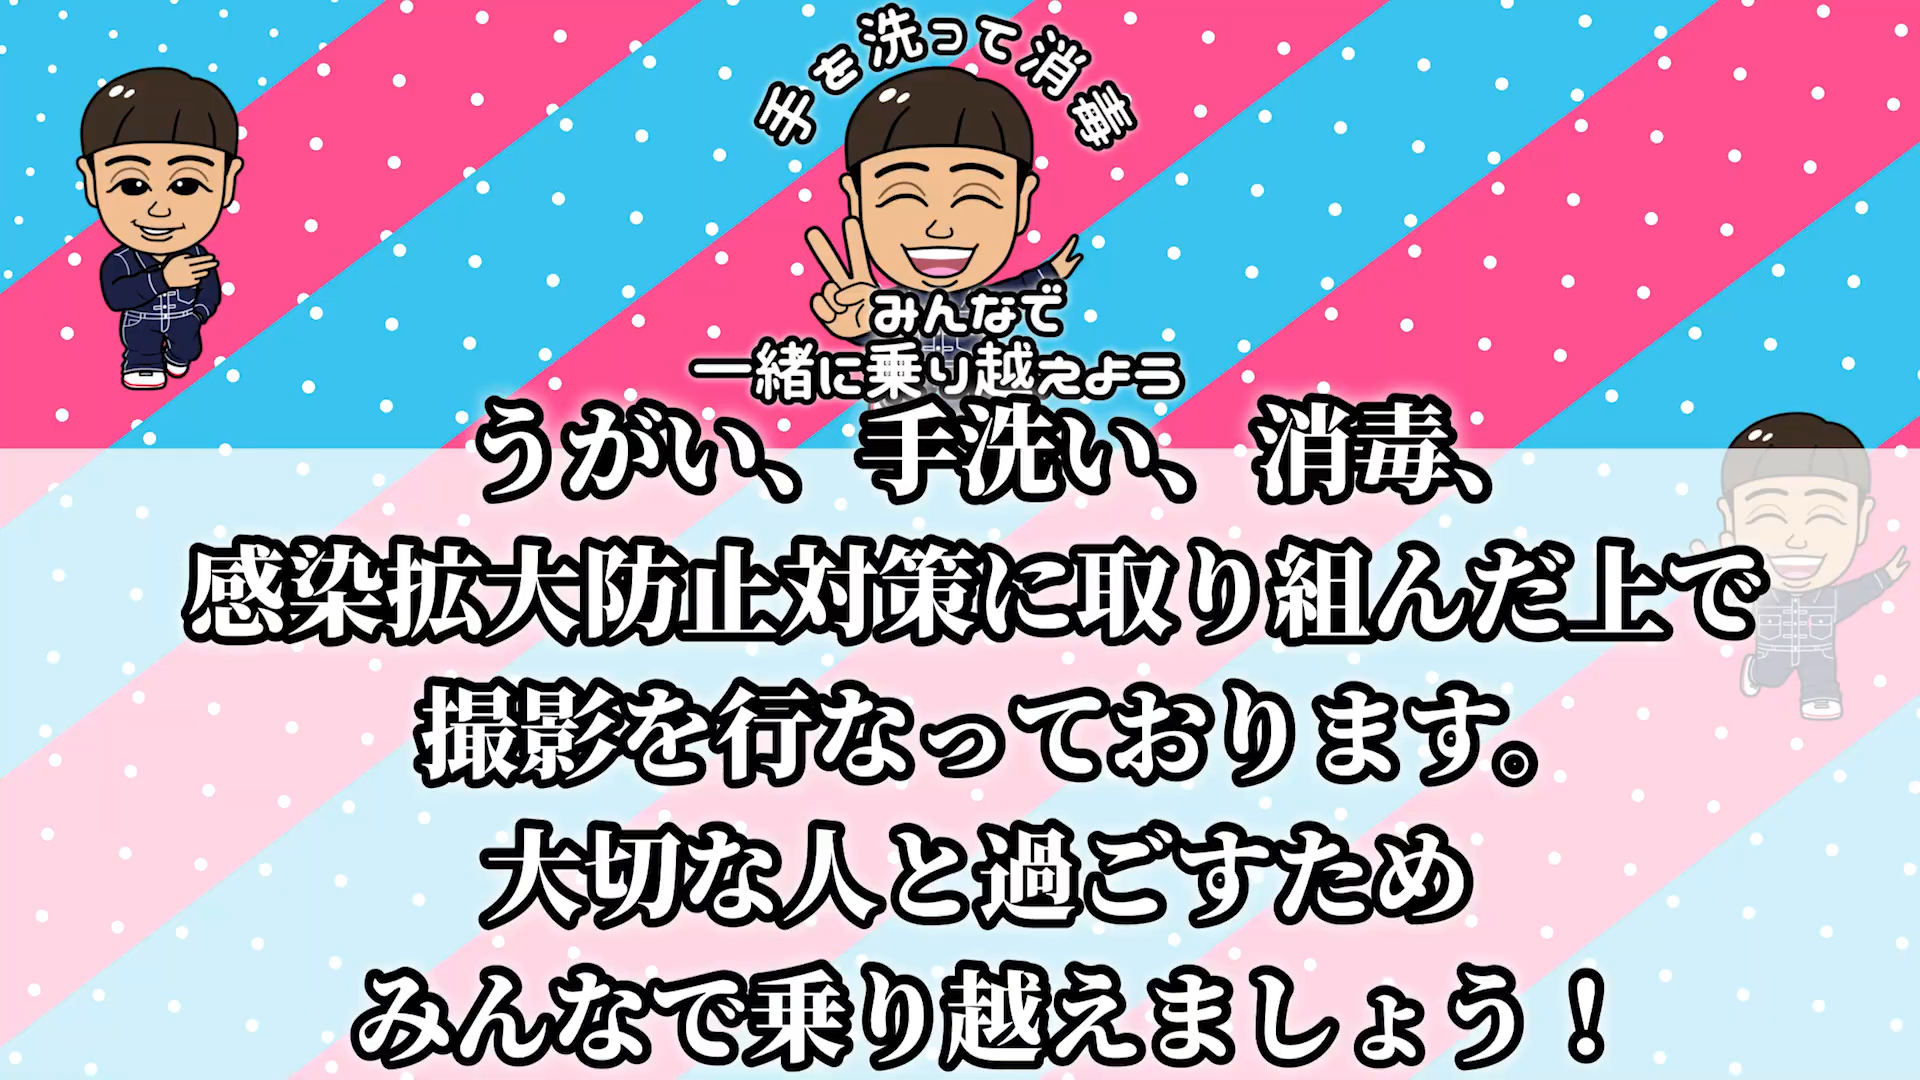 手を洗って消毒
みんなで
一緒に乗り越えよう
うがい、手洗い、消毒、
感染拡大防止対策に取り組んだ上で
撮影を行なっております。
大切な人と過ごすため
みんなで乗り越えましょう！